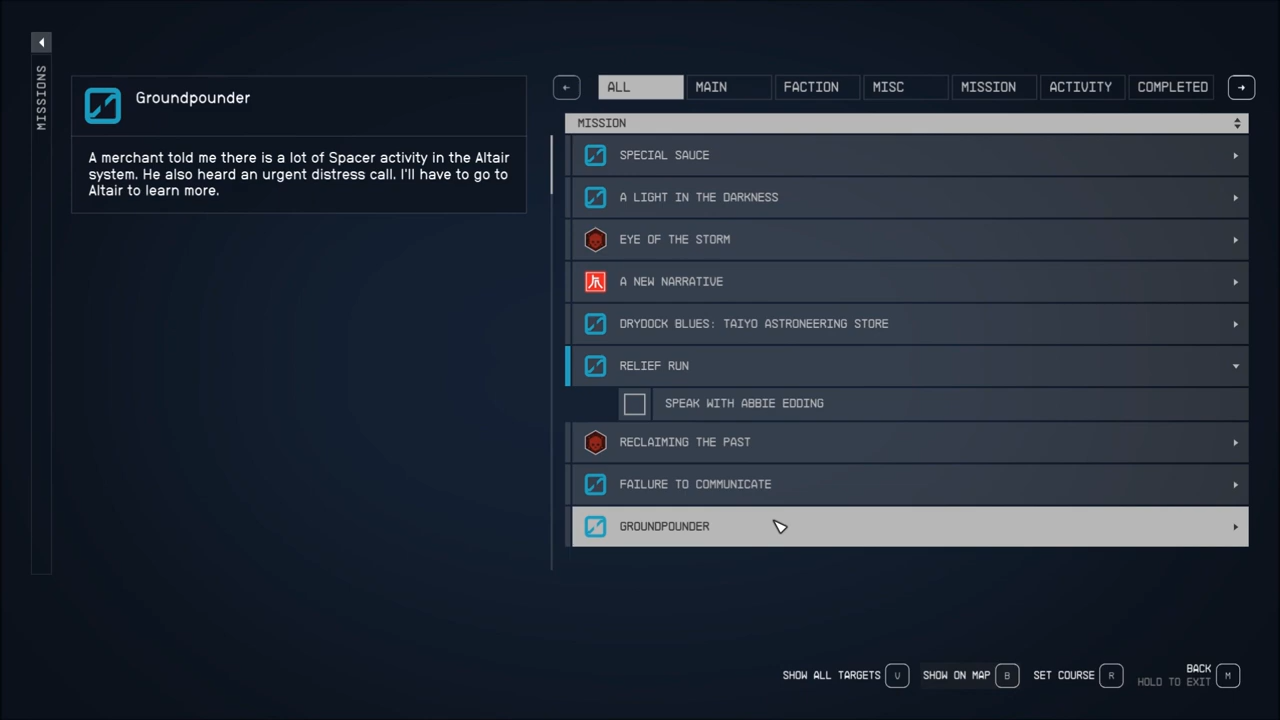 MISSIONS
Groundpounder
A merchant told me there is a lot of Spacer activity in the Altair
system. He also heard an urgent distress call. I'll have to go to
Altair to learn more.
ALL
MAIN
FACTION
MISC
MISSION
ACTIVITY
COMPLETED
MISSION
SPECIAL SAUCE
A LIGHT IN THE DARKNESS
EYE OF THE STORM
A NEW NARRATIVE
DRYDOCK BLUES: TAIYO ASTRONEERING STORE
RELIEF RUN
SPEAK WITH ABBIE EDDING
RECLAIMING THE PAST
FAILURE TO COMMUNICATE
GROUNDPOUNDER
SHOW ALL TARGETS V
SHOW ON MAP B
SET COURSE R
BACK M
HOLD TO EXIT